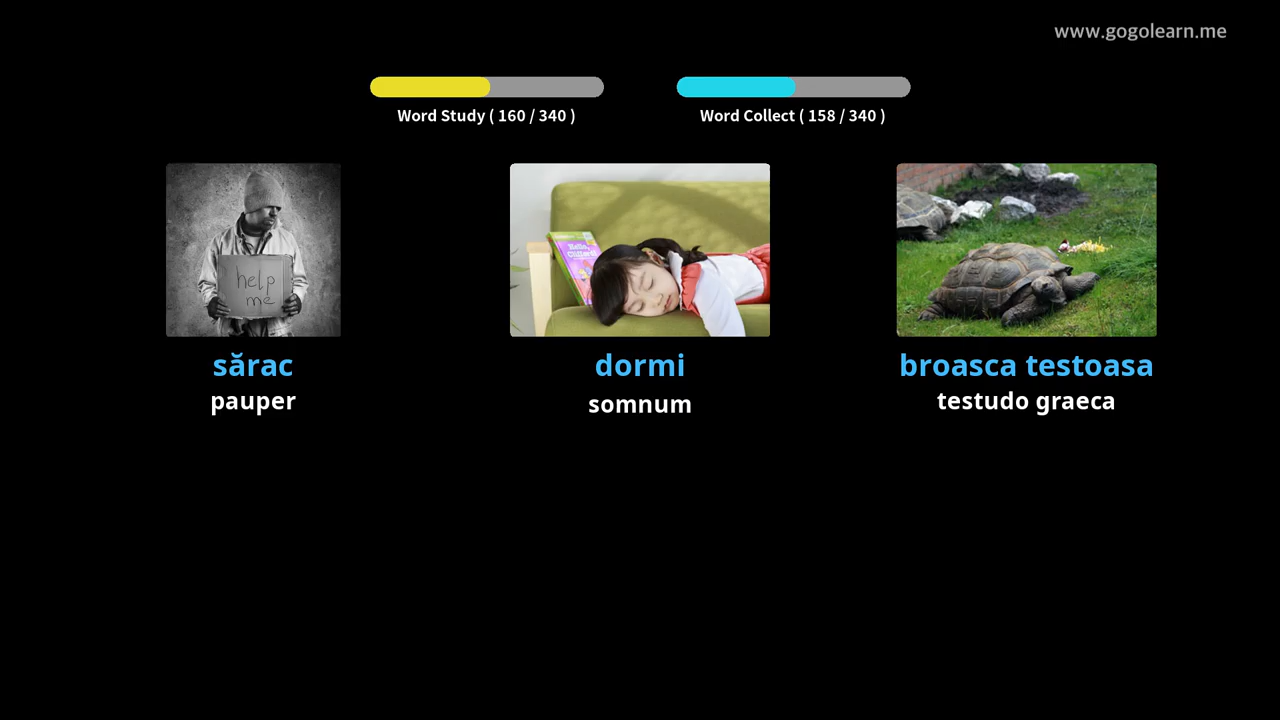 www.gogolearn.me
Word Study ( 160 / 340 )
Word Collect ( 158 / 340 )
help
me
Hello,
Clifford!
sărac
dormi
broasca testoasa
pauper
somnum
testudo graeca